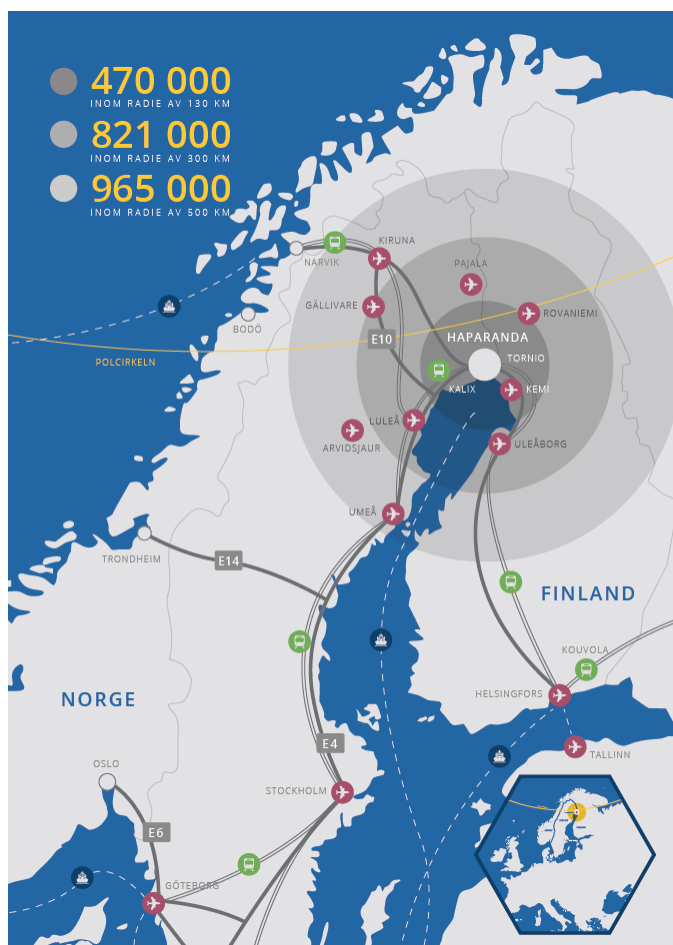 470 000
INOM RADIE AV 130 KM
821 000
INOM RADIE AV 300 KM
965 000
INOM RADIE AV 500 KM
KIRUNA
NARVIK
PAJALA
GÄLLIVARE
ROVANIEMI
BODÖ
E10
HAPARANDA
TORNIO
POLCIRKELN
KALIX
KEMI
LULEÅ
ARVIDSJAUR
ULEÅBORG
UMEÅ
TRONDHEIM
E14
FINLAND
KOUVOLA
NORGE
HELSINGFORS
E4
TALLINN
OSLO
STOCKHOLM
E6
GÖTEBORG